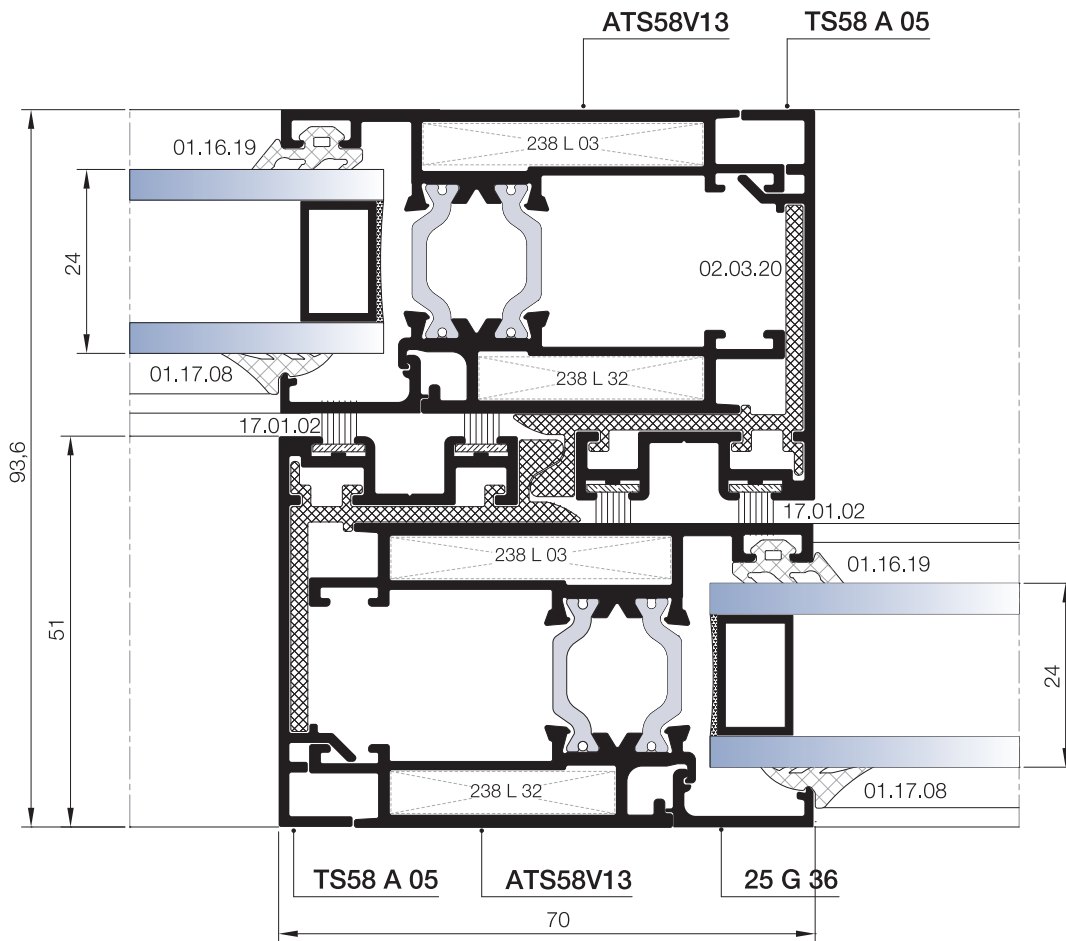 ATS58V13
TS58 A 05
238 L 03
01.16.19
24
02.03.20
238 L 32
01.17.08
17.01.02
93,6
17.01.02
238 L 03
01.16.19
51
24
238 L 32
01.17.08
TS58 A 05
ATS58V13
25 G 36
70